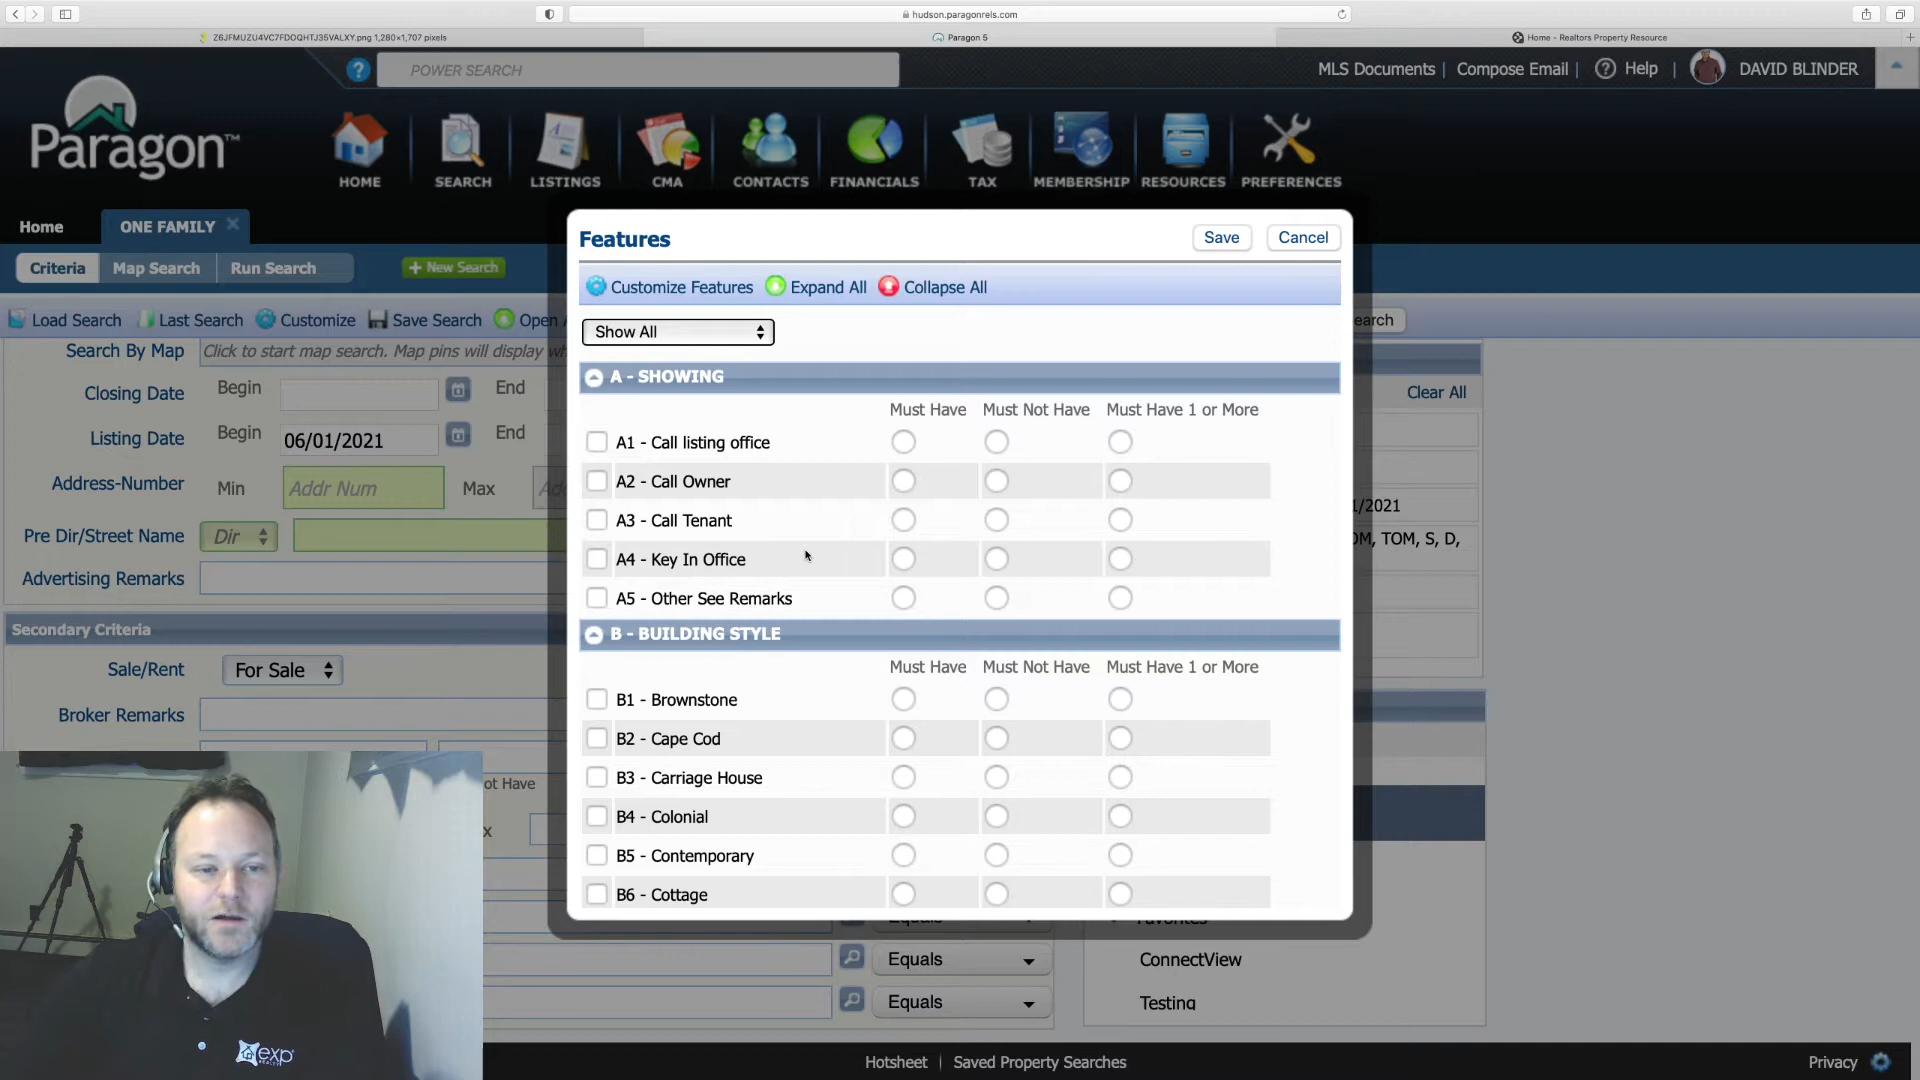 hudson.paragonrels.com
Z6JFMUZU4VC7FDOQHTJ35VALXY.png 1,280×1,707 pixels
Paragon 5
Home - Realtors Property Resource
Paragon™
? POWER SEARCH
MLS Documents | Compose Email | ? Help | DAVID BLINDER
HOME SEARCH LISTINGS CMA CONTACTS FINANCIALS TAX MEMBERSHIP RESOURCES PREFERENCES
Home ONE FAMILY
Criteria Map Search Run Search + New Search
Load Search Last Search Customize Save Search Open A earch
Search By Map Click to start map search. Map pins will display wh
Closing Date Begin End
Clear All
Listing Date Begin 06/01/2021 End
Address-Number Min Addr Num Max Ad
1/2021
Pre Dir/Street Name Dir
OM, TOM, S, D,
Advertising Remarks
Secondary Criteria
Sale/Rent For Sale
Broker Remarks
ot Have
x
Features Save Cancel
Customize Features Expand All Collapse All
Show All
A - SHOWING
Must Have Must Not Have Must Have 1 or More
A1 - Call listing office
A2 - Call Owner
A3 - Call Tenant
A4 - Key In Office
A5 - Other See Remarks
B - BUILDING STYLE
Must Have Must Not Have Must Have 1 or More
B1 - Brownstone
B2 - Cape Cod
B3 - Carriage House
B4 - Colonial
B5 - Contemporary
B6 - Cottage
Equals Favorites
Equals ConnectView
Equals Testing
exp
Hotsheet | Saved Property Searches
Privacy